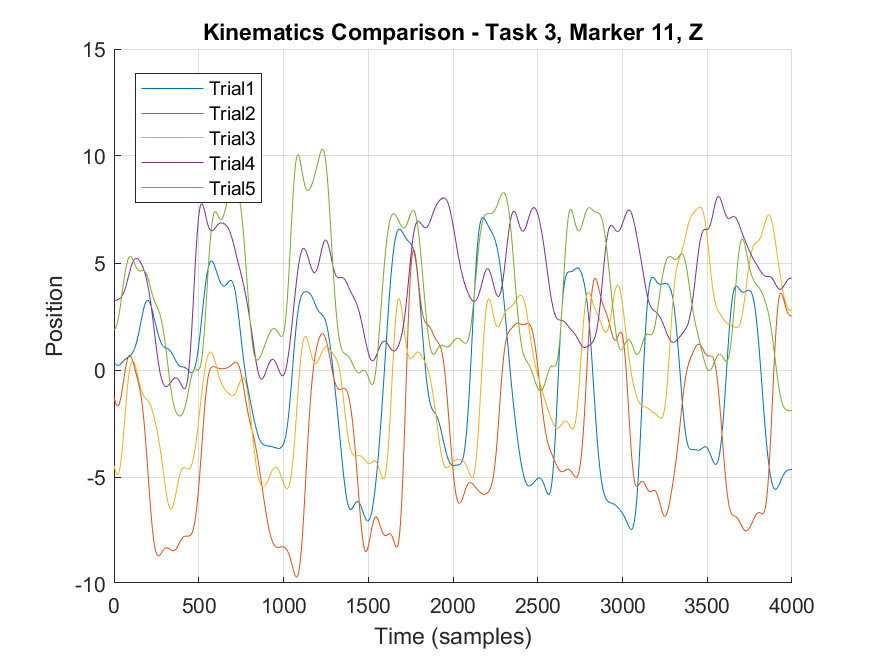 Kinematics Comparison - Task 3, Marker 11, Z
15
10
5
0
-5
-10
Position
Trial1
Trial2
Trial3
Trial4
Trial5
0 500 1000 1500 2000 2500 3000 3500 4000
Time (samples)